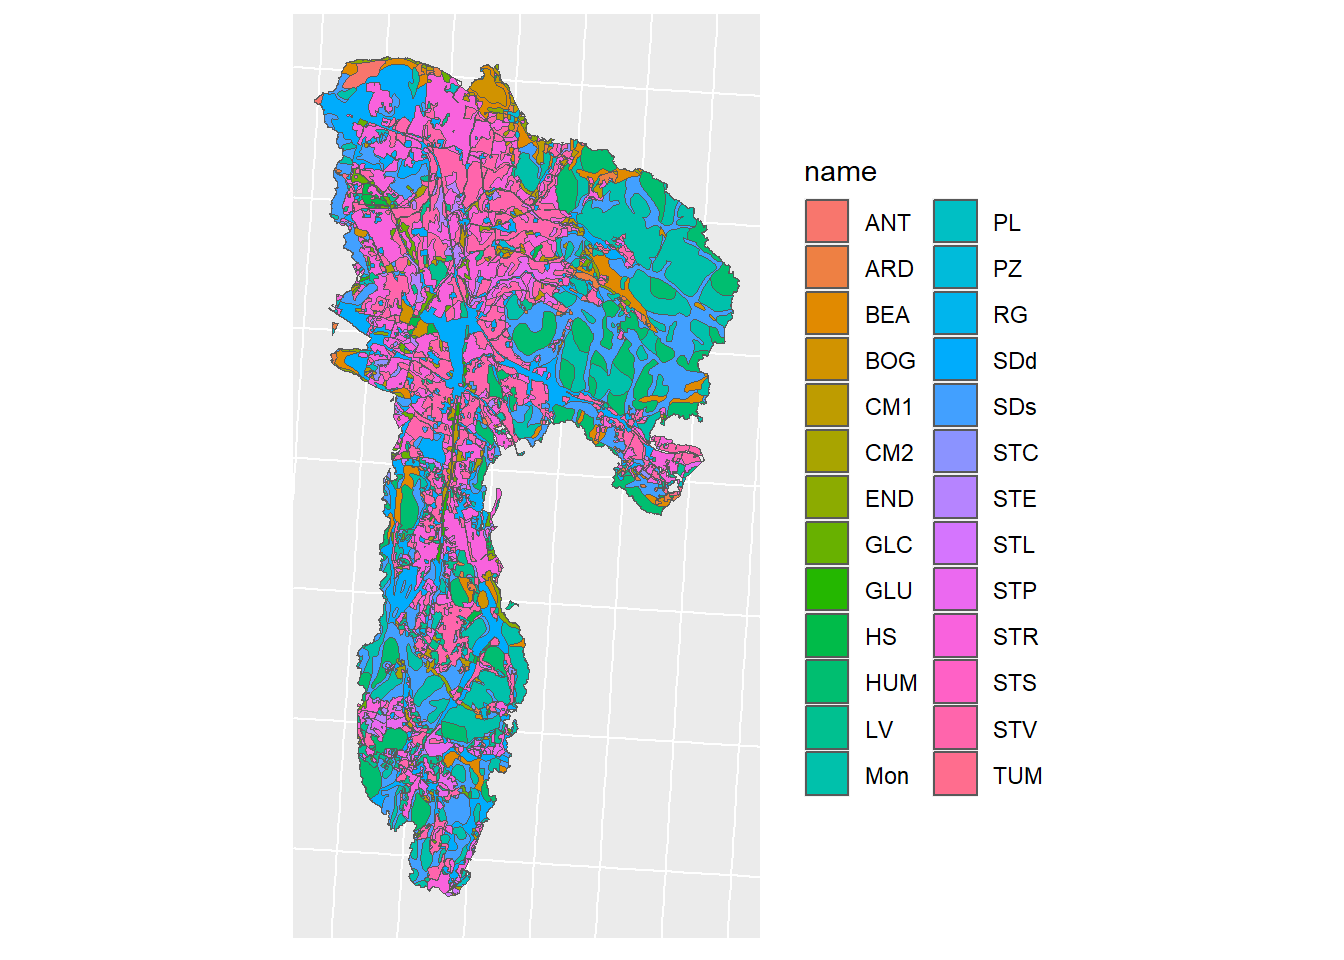 name
ANT
ARD
BEA
BOG
CM1
CM2
END
GLC
GLU
HS
HUM
LV
Mon
PL
PZ
RG
SDd
SDs
STC
STE
STL
STP
STR
STS
STV
TUM